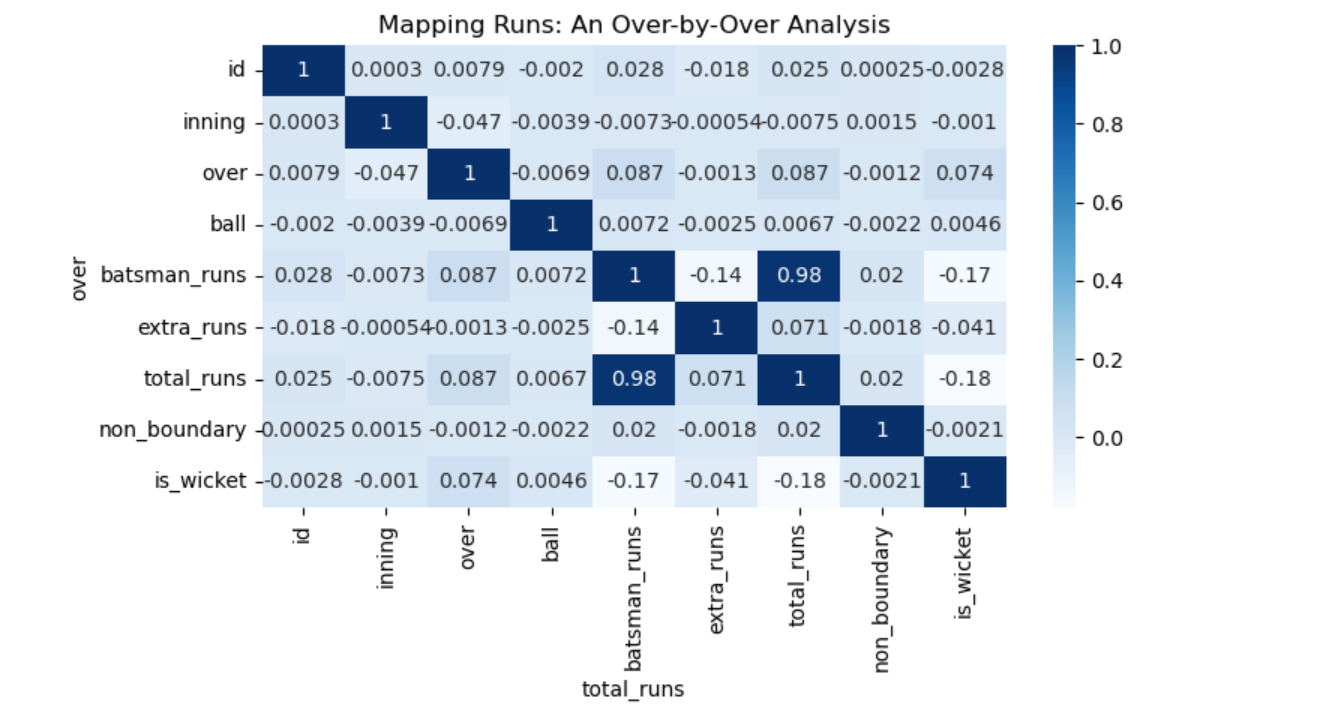 Mapping Runs: An Over-by-Over Analysis
id 1 0.0003 0.0079 -0.002 0.028 -0.018 0.025 0.00025 -0.0028
inning 0.0003 1 -0.047 -0.0039 -0.0073 -0.00054 -0.0075 0.0015 -0.001
over 0.0079 -0.047 1 -0.0069 0.087 -0.0013 0.087 -0.0012 0.074
ball -0.002 -0.0039 -0.0069 1 0.0072 -0.0025 0.0067 -0.0022 0.0046
batsman_runs 0.028 -0.0073 0.087 0.0072 1 -0.14 0.98 0.02 -0.17
extra_runs -0.018 -0.00054 -0.0013 -0.0025 -0.14 1 0.071 -0.0018 -0.041
total_runs 0.025 -0.0075 0.087 0.0067 0.98 0.071 1 0.02 -0.18
non_boundary 0.00025 0.0015 -0.0012 -0.0022 0.02 -0.0018 0.02 1 -0.0021
is_wicket -0.0028 -0.001 0.074 0.0046 -0.17 -0.041 -0.18 -0.0021 1
over
id inning over ball batsman_runs extra_runs total_runs non_boundary is_wicket
total_runs
1.0
0.8
0.6
0.4
0.2
0.0